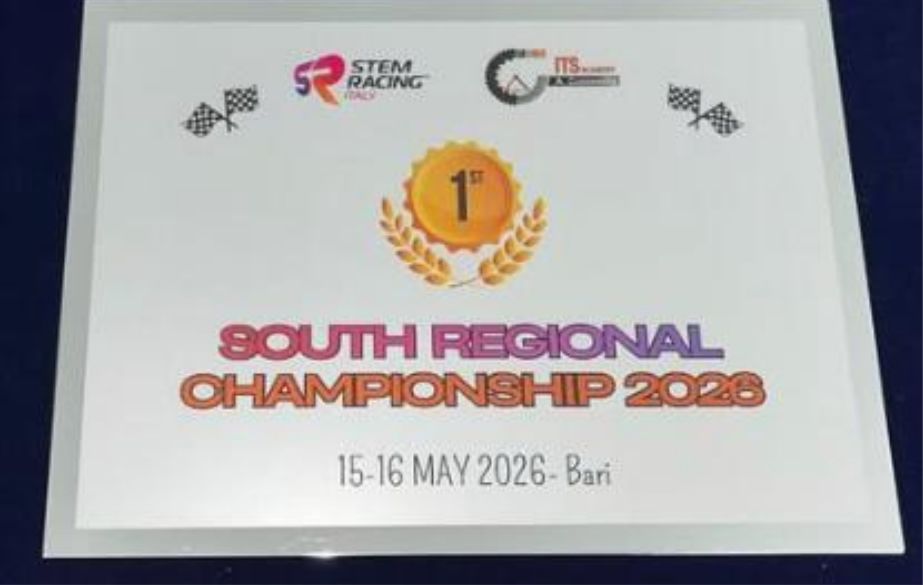 STEM
RACING
ITALY
ITS
1ST
SOUTH REGIONAL
CHAMPIONSHIP 2026
15-16 MAY 2026- Bari